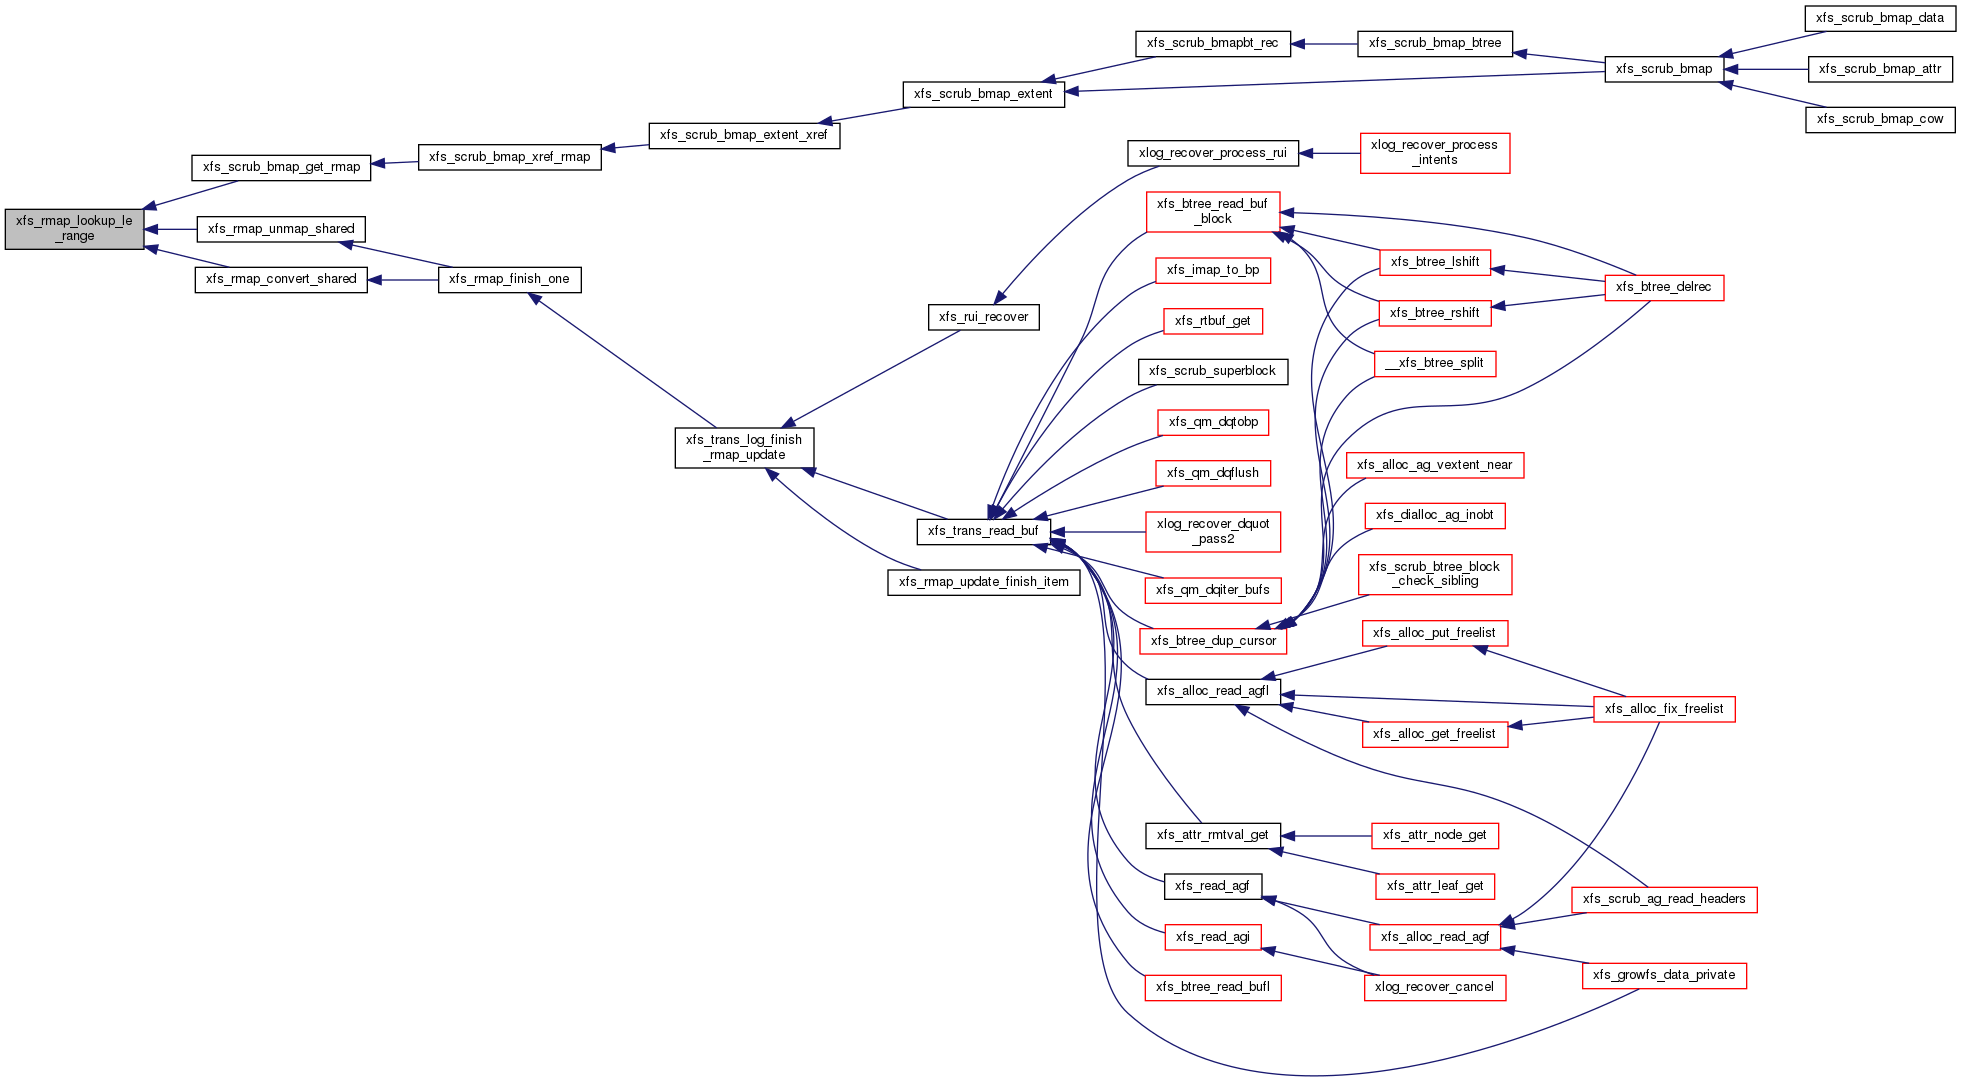 xfs_scrub_bmap_data
xfs_scrub_bmapbt_rec
xfs_scrub_bmap_btree
xfs_scrub_bmap
xfs_scrub_bmap_attr
xfs_scrub_bmap_extent
xfs_scrub_bmap_cow
xfs_scrub_bmap_extent_xref
xfs_scrub_bmap_xref_rmap
xfs_scrub_bmap_get_rmap
xlog_recover_process_rui
xlog_recover_process
_intents
xfs_rmap_lookup_le
_range
xfs_rmap_unmap_shared
xfs_rmap_convert_shared
xfs_rmap_finish_one
xfs_btree_read_buf
_block
xfs_imap_to_bp
xfs_btree_lshift
xfs_btree_delrec
xfs_rui_recover
xfs_rtbuf_get
xfs_btree_rshift
xfs_scrub_superblock
__xfs_btree_split
xfs_qm_dqtobp
xfs_trans_log_finish
_rmap_update
xfs_qm_dqflush
xfs_alloc_ag_vextent_near
xfs_trans_read_buf
xlog_recover_dquot
_pass2
xfs_dialloc_ag_inobt
xfs_rmap_update_finish_item
xfs_qm_dqiter_bufs
xfs_scrub_btree_block
_check_sibling
xfs_btree_dup_cursor
xfs_alloc_put_freelist
xfs_alloc_read_agfl
xfs_alloc_fix_freelist
xfs_alloc_get_freelist
xfs_attr_rmtval_get
xfs_attr_node_get
xfs_read_agf
xfs_attr_leaf_get
xfs_scrub_ag_read_headers
xfs_read_agi
xfs_alloc_read_agf
xfs_btree_read_bufl
xlog_recover_cancel
xfs_growfs_data_private